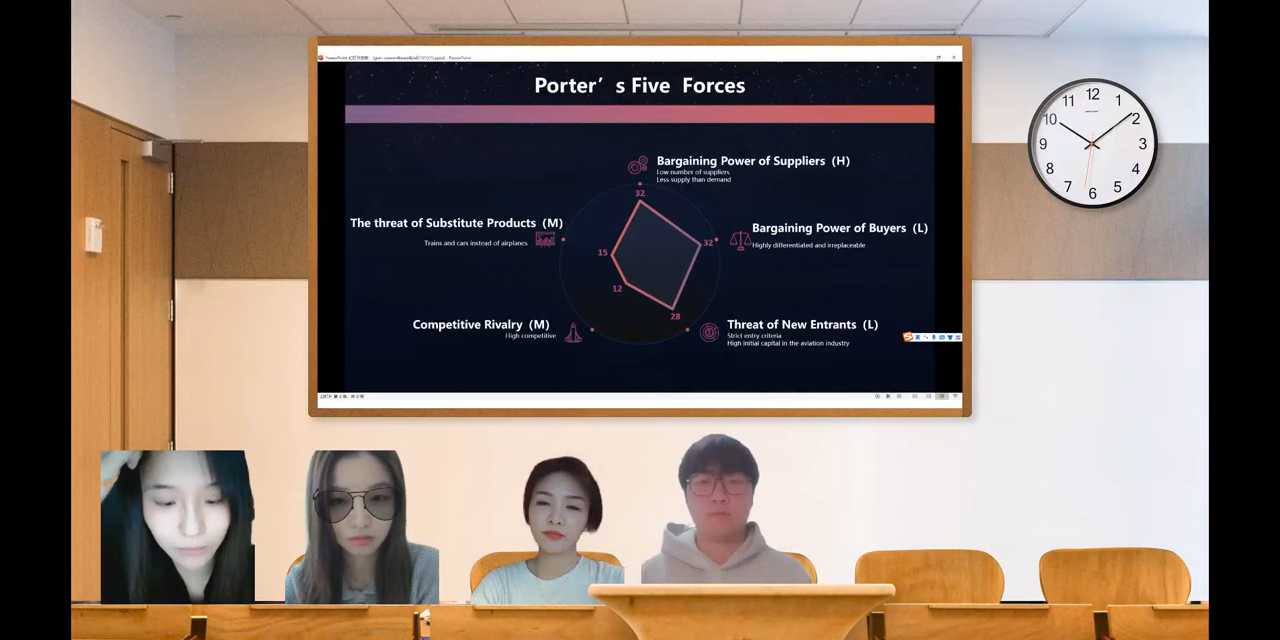 Porter's Five Forces
Bargaining Power of Suppliers (H)
Low number of suppliers
Less supply than demand
32
The threat of Substitute Products (M)
Trains and cars instead of airplanes
Bargaining Power of Buyers (L)
Highly differentiated and irreplaceable
32
15
12
28
Competitive Rivalry (M)
High competitive
Threat of New Entrants (L)
Strict entry criteria
High initial capital in the aviation industry
12
1
2
3
4
5
6
7
8
9
10
11